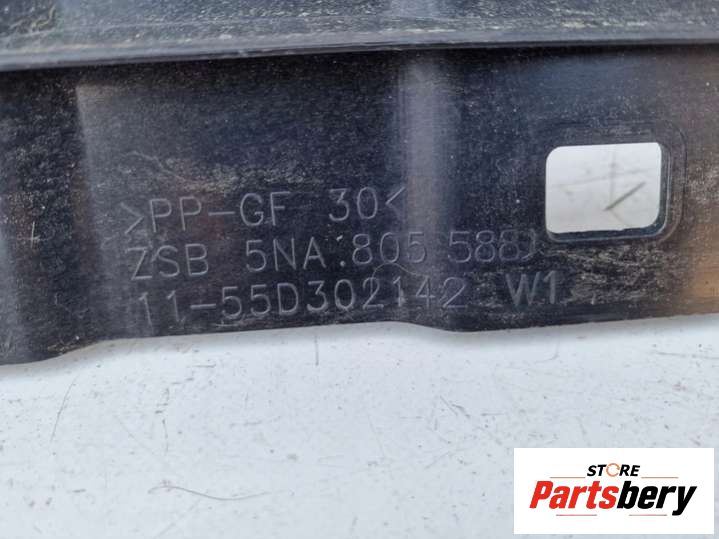 >PP-GF 30<
ZSB 5NA 805 588
11-55D302142 W1
STORE
Partsbery